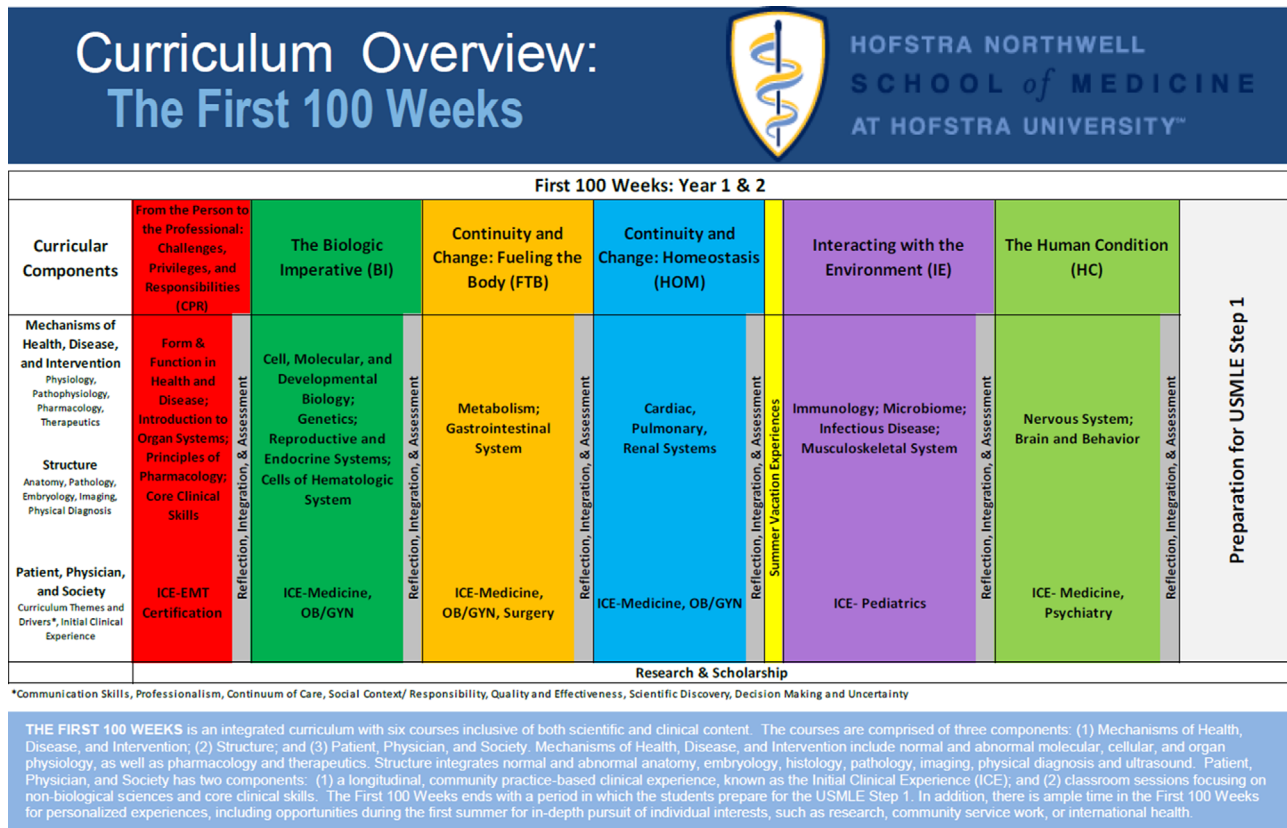 Curriculum Overview:
The First 100 Weeks
HOFSTRA NORTHWELL
SCHOOL of MEDICINE
AT HOFSTRA UNIVERSITY™
First 100 Weeks: Year 1 & 2
Curricular
Components
From the Person to
the Professional:
Challenges,
Privileges, and
Responsibilities
(CPR)
The Biologic
Imperative (BI)
Continuity and
Change: Fueling the
Body (FTB)
Continuity and
Change: Homeostasis
(HOM)
Interacting with the
Environment (IE)
The Human Condition
(HC)
Mechanisms of
Health, Disease,
and Intervention
Physiology,
Pathophysiology,
Pharmacology,
Therapeutics
Structure
Anatomy, Pathology,
Embryology, Imaging,
Physical Diagnosis
Patient, Physician,
and Society
Curriculum Themes and
Drivers*, Initial Clinical
Experience
Form &
Function in
Health and
Disease;
Introduction to
Organ Systems;
Principles of
Pharmacology;
Core Clinical
Skills
ICE-EMT
Certification
Reflection, Integration, & Assessment
Cell, Molecular, and
Developmental
Biology;
Genetics;
Reproductive and
Endocrine Systems;
Cells of Hematologic
System
ICE-Medicine,
OB/GYN
Reflection, Integration, & Assessment
Metabolism;
Gastrointestinal
System
ICE-Medicine,
OB/GYN, Surgery
Reflection, Integration, & Assessment
Cardiac,
Pulmonary,
Renal Systems
ICE-Medicine, OB/GYN
Reflection, Integration, & Assessment
Summer Vacation Experiences
Immunology; Microbiome;
Infectious Disease;
Musculoskeletal System
ICE- Pediatrics
Reflection, Integration, & Assessment
Nervous System;
Brain and Behavior
ICE- Medicine,
Psychiatry
Reflection, Integration, & Assessment
Preparation for USMLE Step 1
Research & Scholarship
*Communication Skills, Professionalism, Continuum of Care, Social Context/ Responsibility, Quality and Effectiveness, Scientific Discovery, Decision Making and Uncertainty
THE FIRST 100 WEEKS is an integrated curriculum with six courses inclusive of both scientific and clinical content. The courses are comprised of three components: (1) Mechanisms of Health,
Disease, and Intervention; (2) Structure; and (3) Patient, Physician, and Society. Mechanisms of Health, Disease, and Intervention include normal and abnormal molecular, cellular, and organ
physiology, as well as pharmacology and therapeutics. Structure integrates normal and abnormal anatomy, embryology, histology, pathology, imaging, physical diagnosis and ultrasound. Patient,
Physician, and Society has two components: (1) a longitudinal, community practice-based clinical experience, known as the Initial Clinical Experience (ICE); and (2) classroom sessions focusing on
non-biological sciences and core clinical skills. The First 100 Weeks ends with a period in which the students prepare for the USMLE Step 1. In addition, there is ample time in the First 100 Weeks
for personalized experiences, including opportunities during the first summer for in-depth pursuit of individual interests, such as research, community service work, or international health.